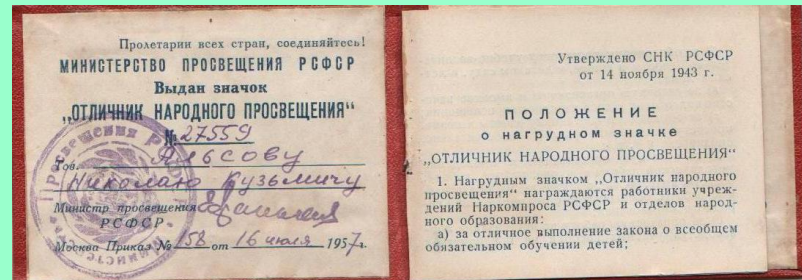 Пролетарии всех стран, соединяйтесь!
МИНИСТЕРСТВО ПРОСВЕЩЕНИЯ РСФСР
Выдан значок
„ОТЛИЧНИК НАРОДНОГО ПРОСВЕЩЕНИЯ“
№ 27559
Тов. Альсову
Николаю Кузьмичу
Министр просвещения
РСФСР
Москва Приказ № 158 от 16 июля 1957 г.
Утверждено СНК РСФСР
от 14 ноября 1943 г.
ПОЛОЖЕНИЕ
о нагрудном значке
„ОТЛИЧНИК НАРОДНОГО ПРОСВЕЩЕНИЯ“
1. Нагрудным значком „Отличник народного
просвещения“ награждаются работники учреж-
дений Наркомпроса РСФСР и отделов народ-
ного образования:
а) за отличное выполнение закона о всеобщем
обязательном обучении детей;